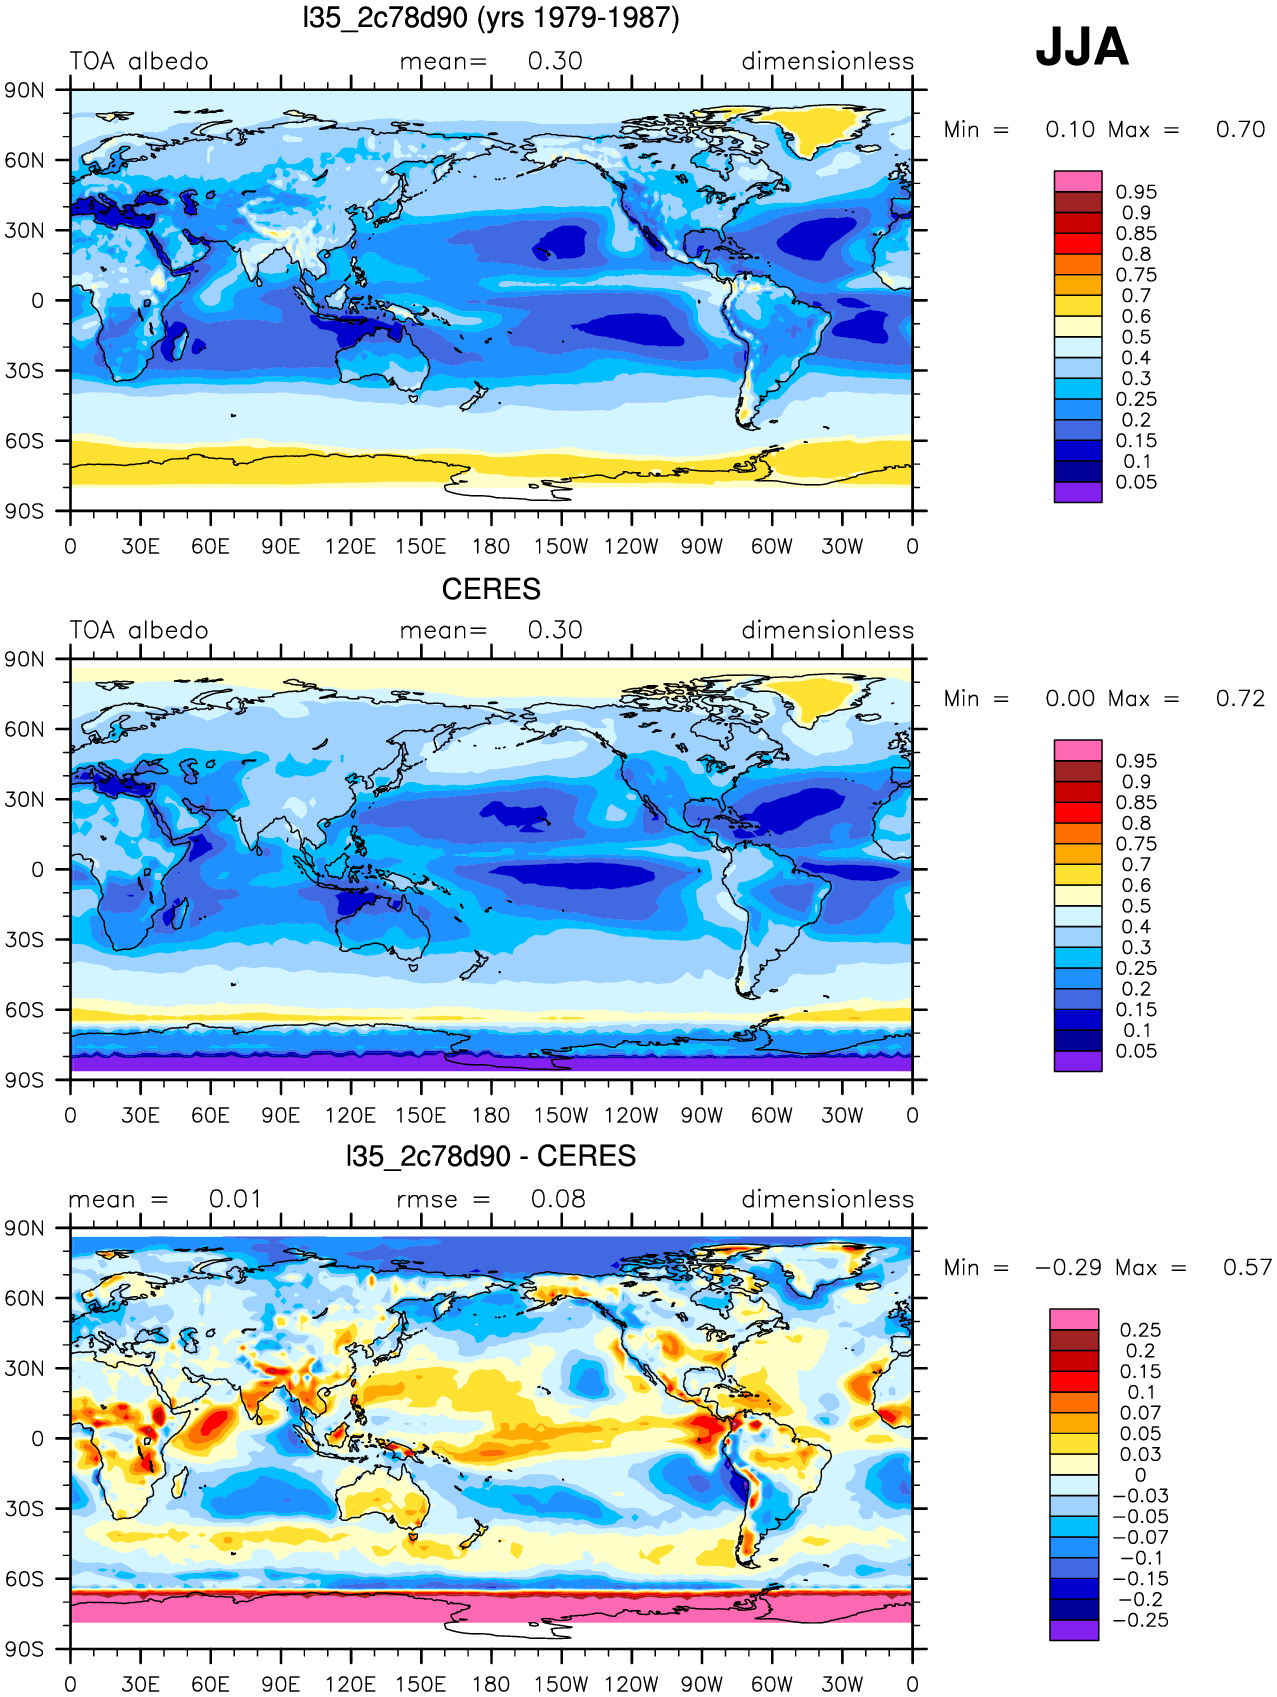 l35_2c78d90 (yrs 1979-1987)
JJA
TOA albedo mean= 0.30 dimensionless
Min = 0.10 Max = 0.70
90N
60N
30N
0
30S
60S
90S
0 30E 60E 90E 120E 150E 180 150W 120W 90W 60W 30W 0
0.95
0.9
0.85
0.8
0.75
0.7
0.6
0.5
0.4
0.3
0.25
0.2
0.15
0.1
0.05
CERES
TOA albedo mean= 0.30 dimensionless
Min = 0.00 Max = 0.72
90N
60N
30N
0
30S
60S
90S
0 30E 60E 90E 120E 150E 180 150W 120W 90W 60W 30W 0
0.95
0.9
0.85
0.8
0.75
0.7
0.6
0.5
0.4
0.3
0.25
0.2
0.15
0.1
0.05
l35_2c78d90 - CERES
mean = 0.01 rmse = 0.08 dimensionless
Min = −0.29 Max = 0.57
90N
60N
30N
0
30S
60S
90S
0 30E 60E 90E 120E 150E 180 150W 120W 90W 60W 30W 0
0.25
0.2
0.15
0.1
0.07
0.05
0.03
0
−0.03
−0.05
−0.07
−0.1
−0.15
−0.2
−0.25